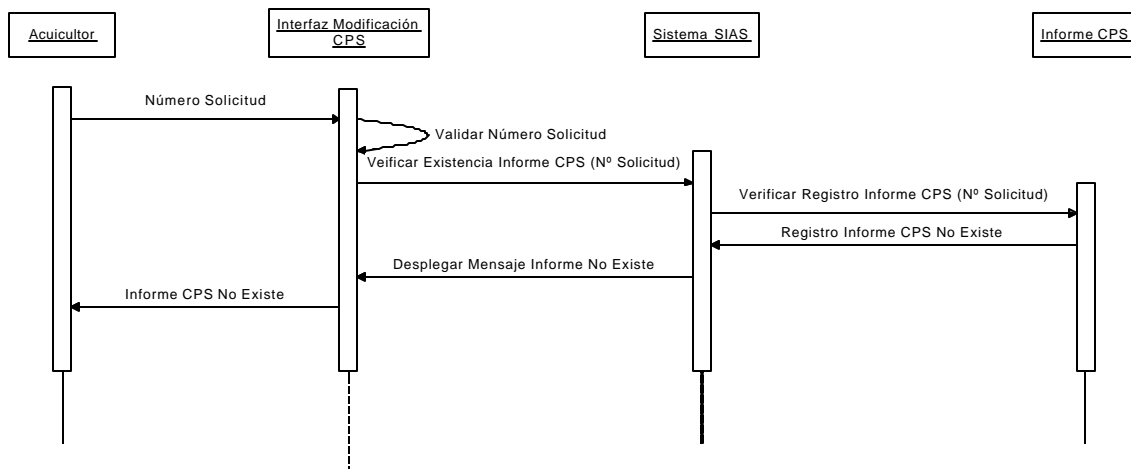 Acuicultor
Interfaz Modificación
CPS
Sistema SIAS
Informe CPS
Número Solicitud
Validar Número Solicitud
Veificar Existencia Informe CPS (Nº Solicitud)
Verificar Registro Informe CPS (Nº Solicitud)
Registro Informe CPS No Existe
Desplegar Mensaje Informe No Existe
Informe CPS No Existe